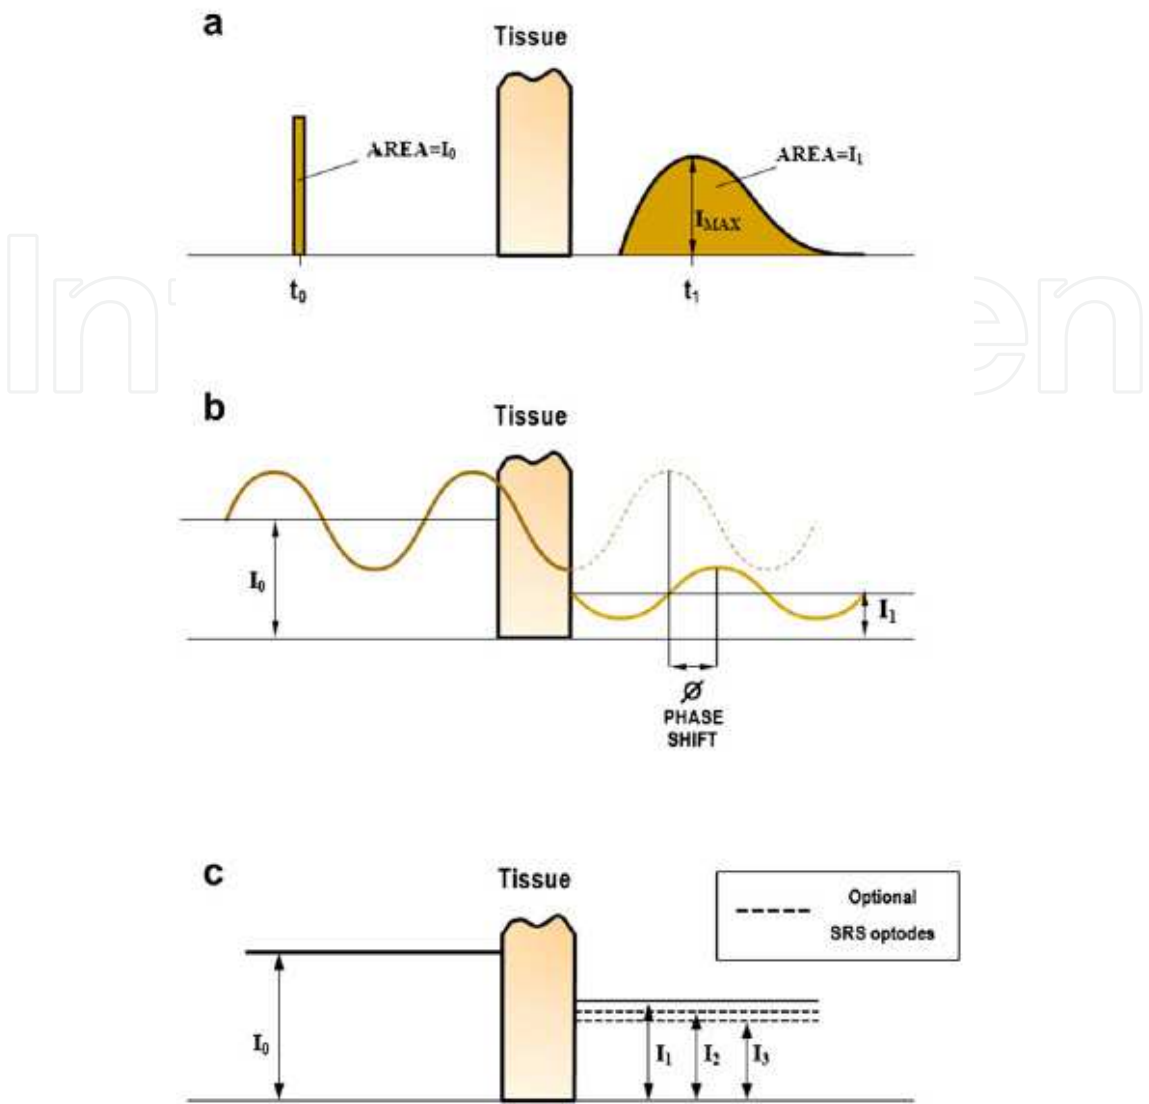 a
Tissue
AREA=I₀
AREA=I₁
I_MAX
t₀
t₁
b
Tissue
I₀
I₁
Ø
PHASE
SHIFT
c
Tissue
Optional
SRS optodes
I₀
I₁
I₂
I₃